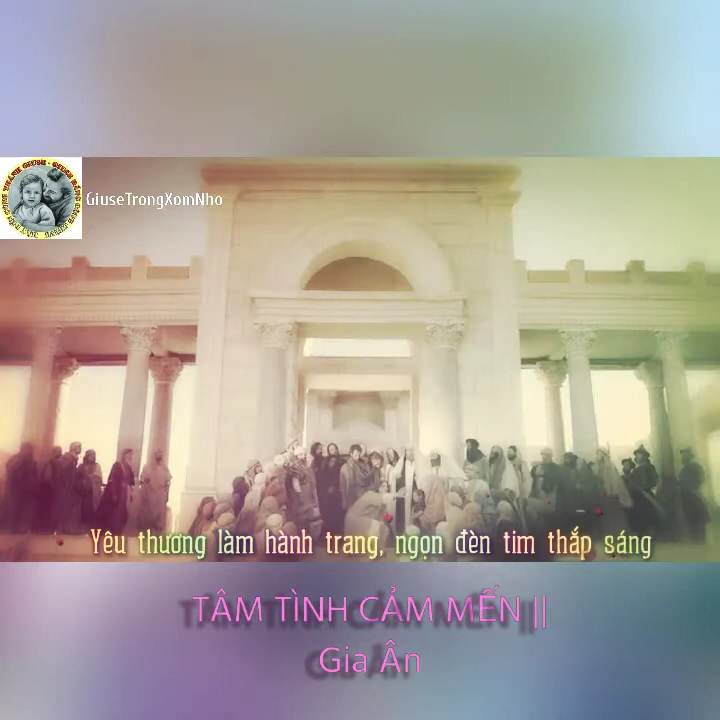 GiuseTrongXomNho
Yêu thương làm hành trang, ngọn đèn tim thắp sáng
TÂM TÌNH CẢM MẾN ||
Gia Ân